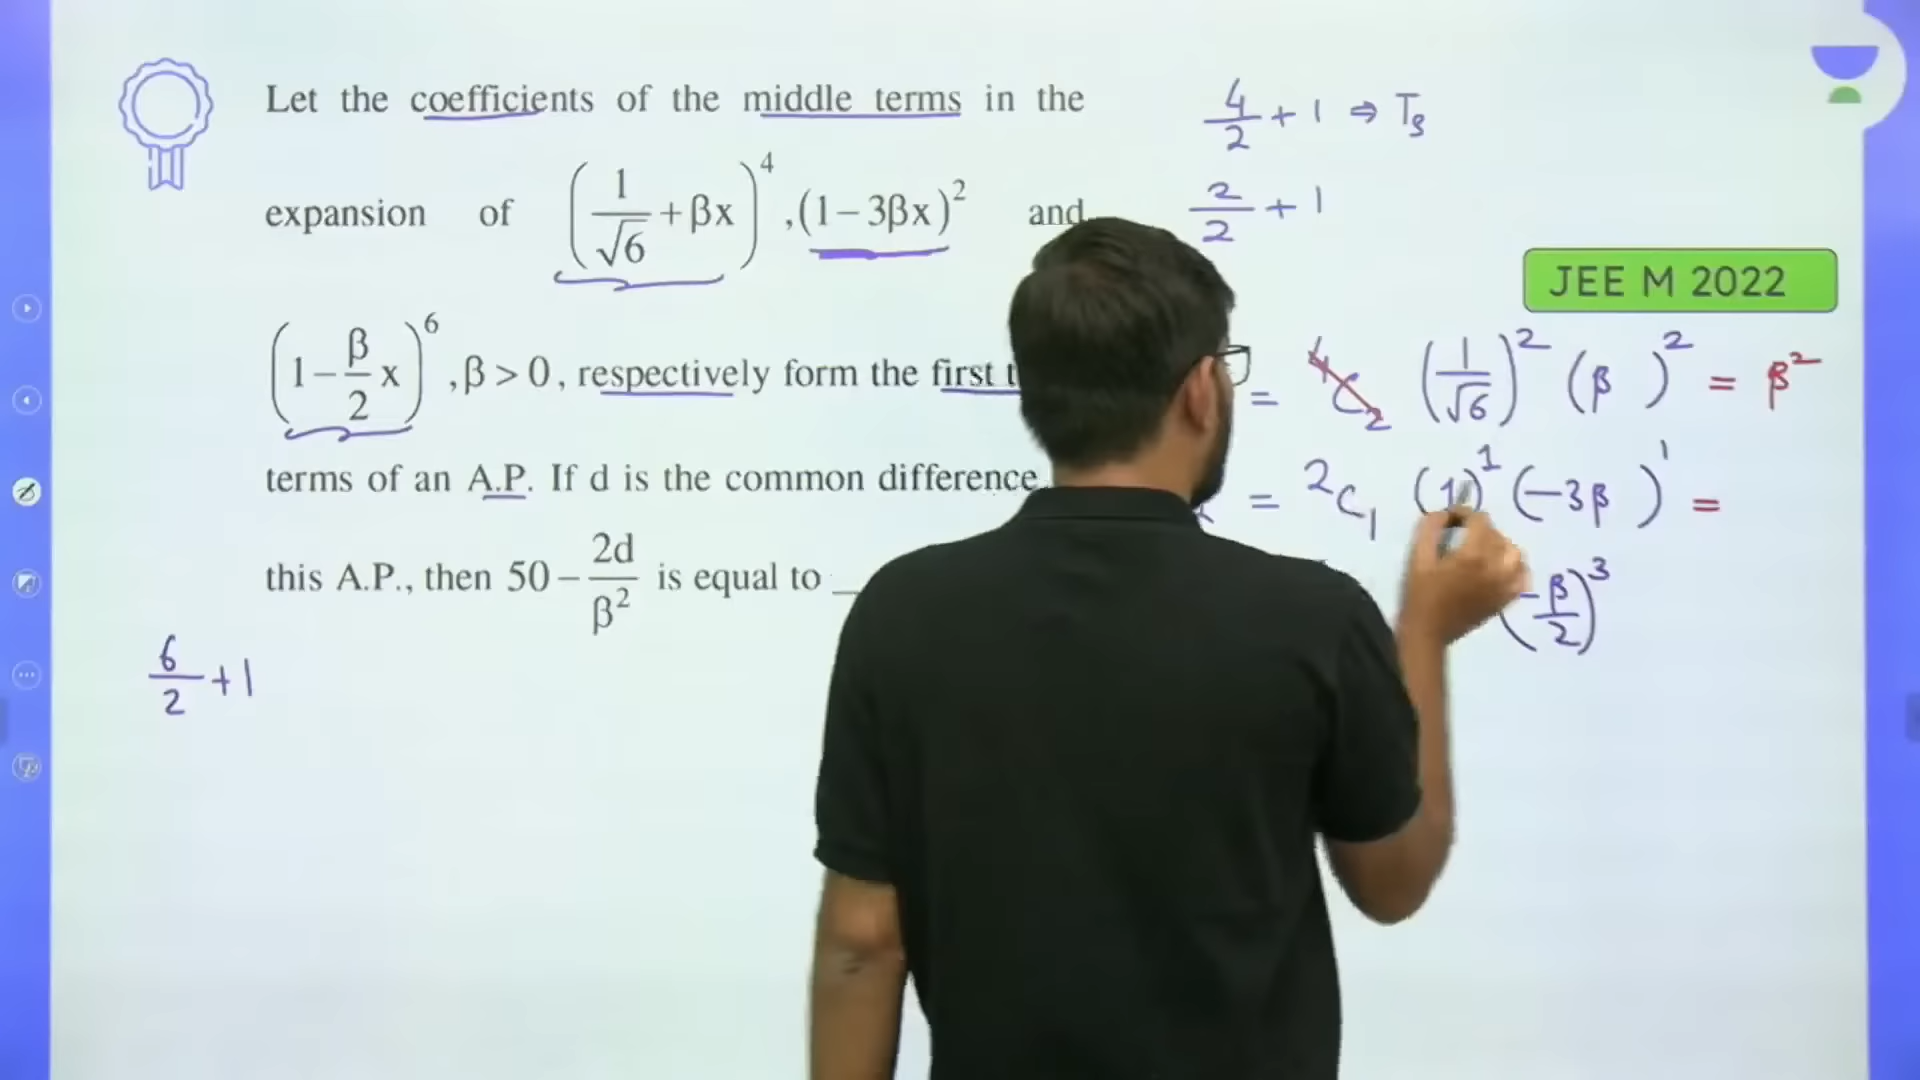 Let the coefficients of the middle terms in the
expansion of (1/√6 + βx)^4, (1 − 3βx)^2 and
(1 − β/2 x)^6, β > 0, respectively form the first
terms of an A.P. If d is the common difference
this A.P., then 50 − 2d/β² is equal to _
6/2 + 1
4/2 + 1 ⇒ T₃
2/2 + 1
JEE M 2022
= ⁴C₂ (1/√6)² (β )² = β²
= ²C₁ (1)¹ (−3β )¹ =
(−β/2)³